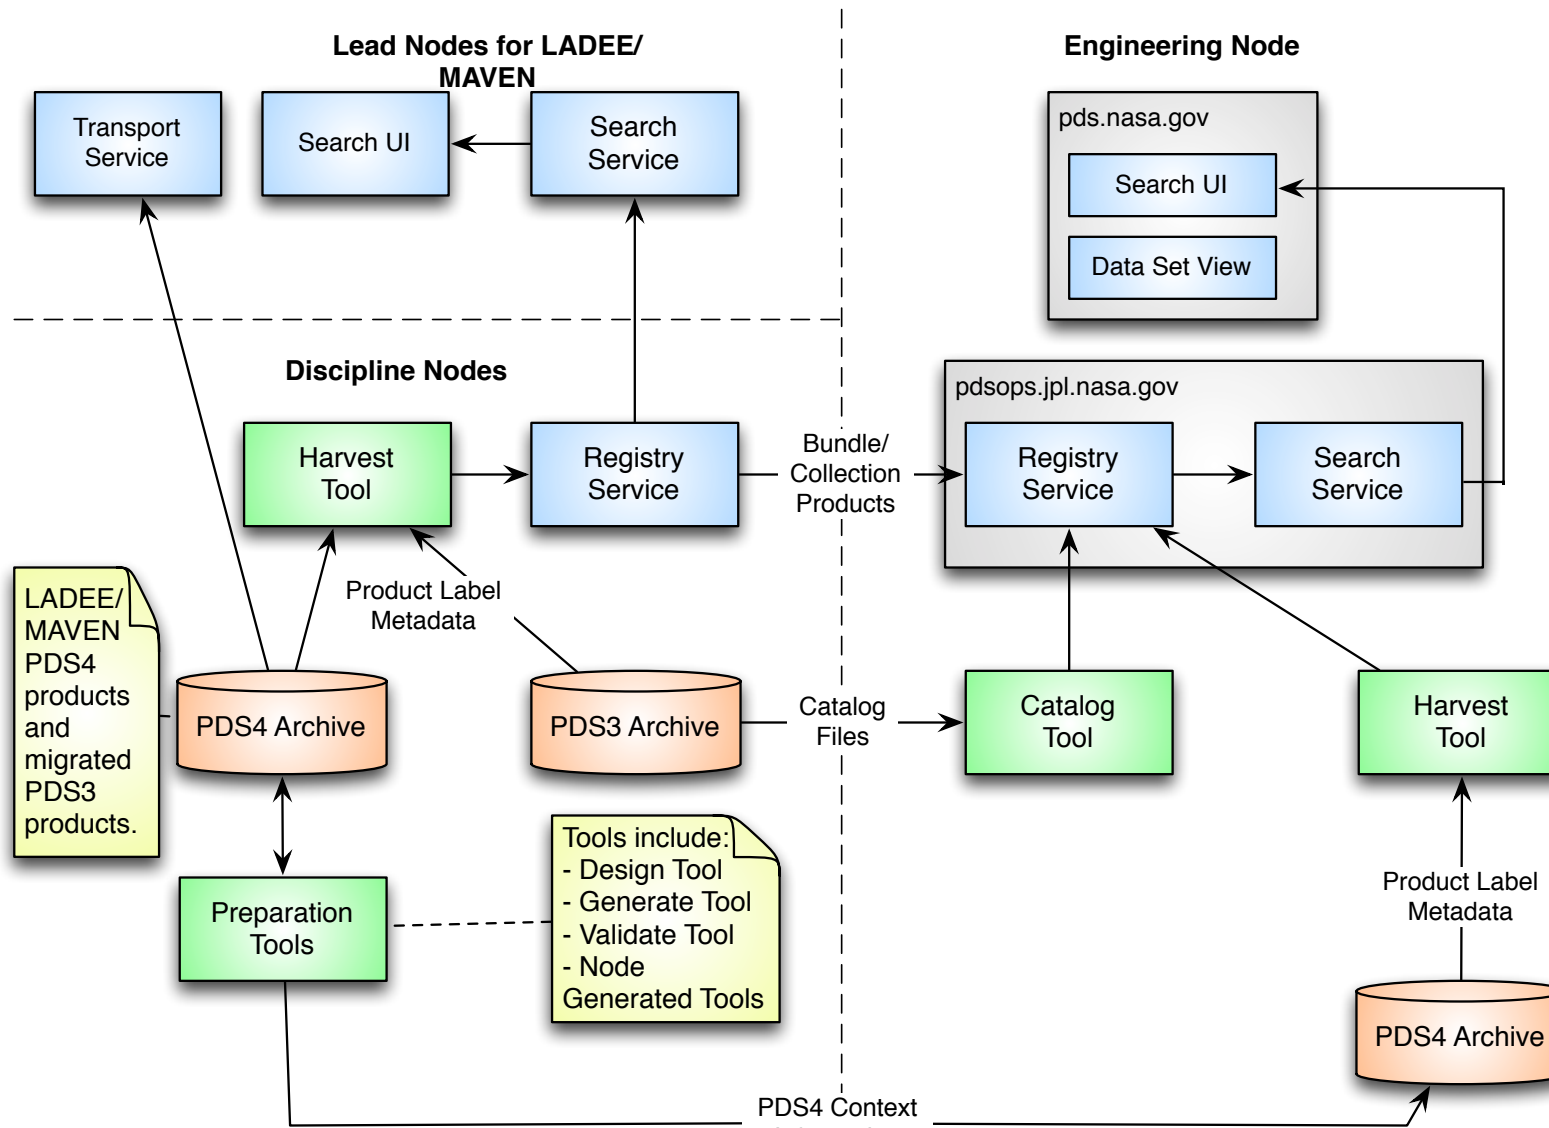 Lead Nodes for LADEE/
MAVEN
Engineering Node
Transport
Service
Search UI
Search
Service
pds.nasa.gov
Search UI
Data Set View
Discipline Nodes
pdsops.jpl.nasa.gov
Harvest
Tool
Registry
Service
Bundle/
Collection
Products
Registry
Service
Search
Service
Product Label
Metadata
LADEE/
MAVEN
PDS4
products
and
migrated
PDS3
products.
PDS4 Archive
PDS3 Archive
Catalog
Files
Catalog
Tool
Harvest
Tool
Tools include:
- Design Tool
- Generate Tool
- Validate Tool
- Node
Generated Tools
Preparation
Tools
Product Label
Metadata
PDS4 Archive
PDS4 Context